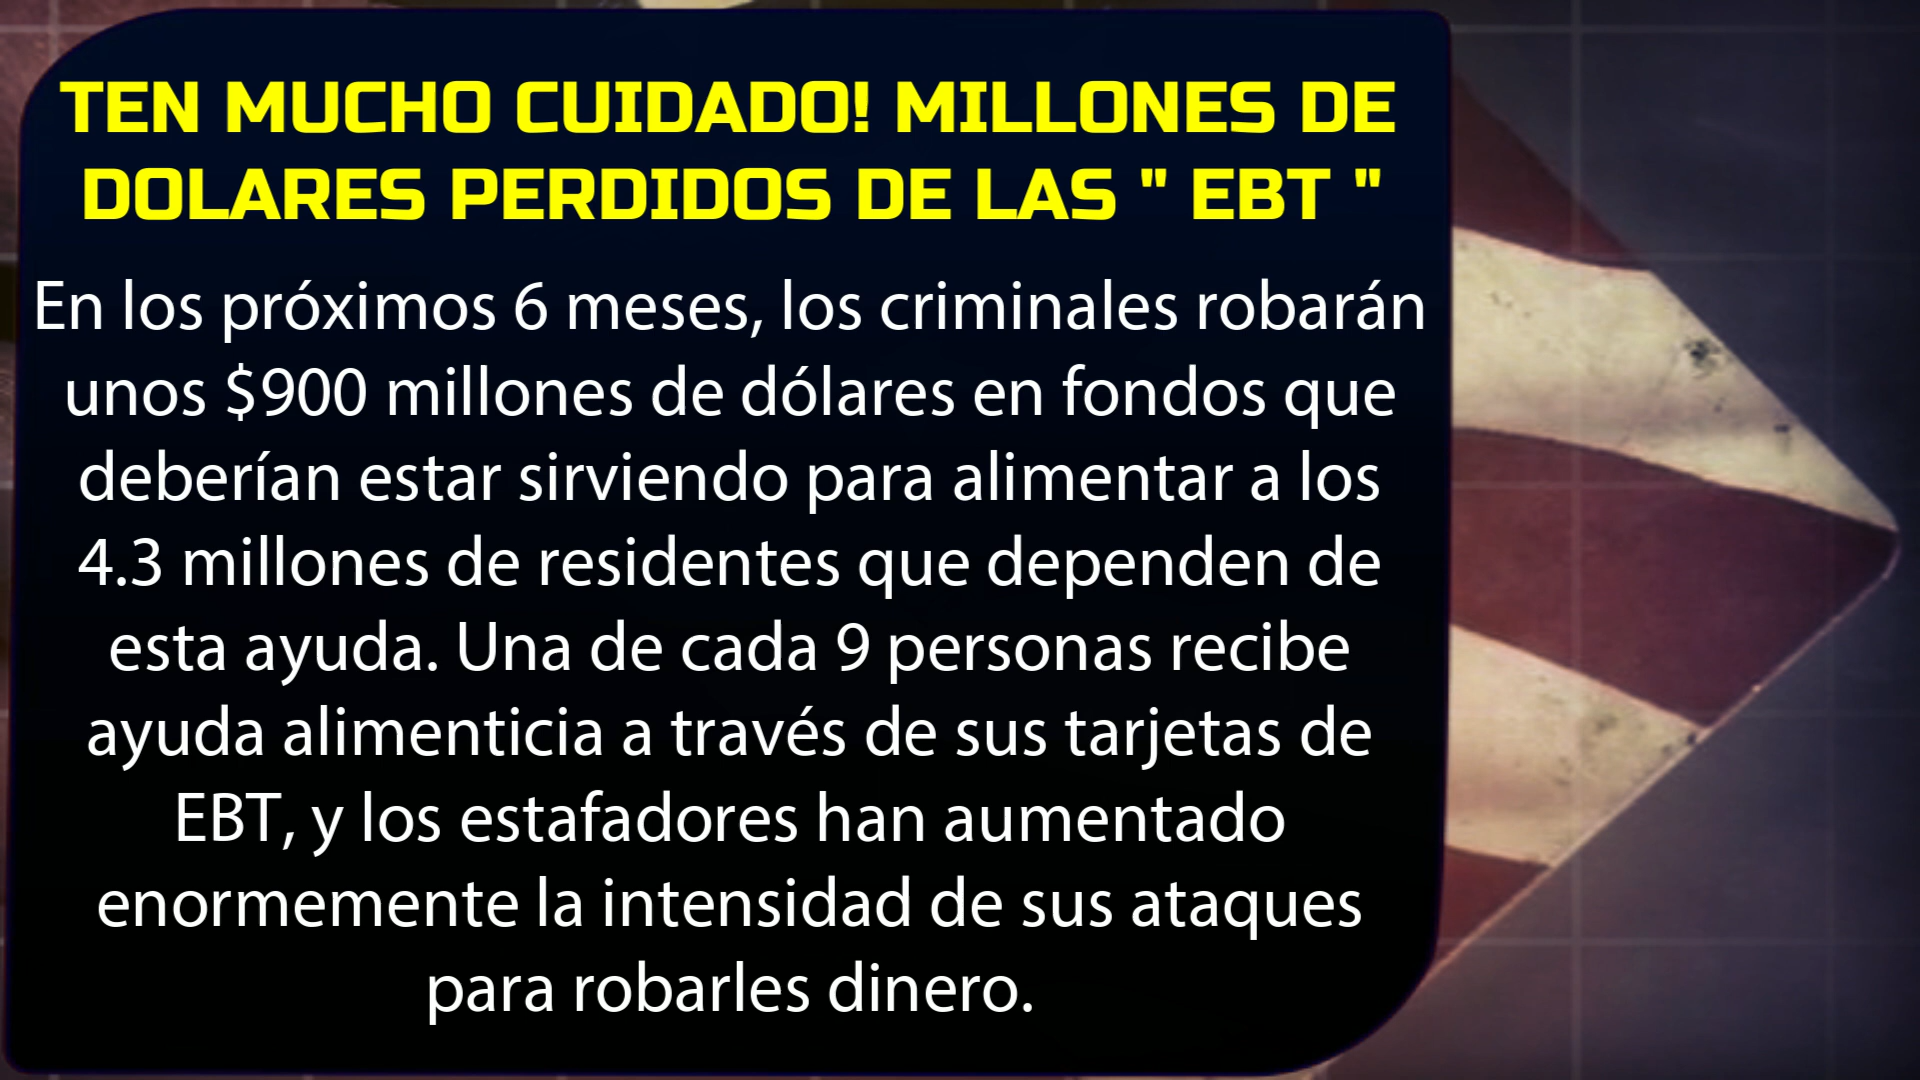 TEN MUCHO CUIDADO! MILLONES DE
DOLARES PERDIDOS DE LAS " EBT "
En los próximos 6 meses, los criminales robarán
unos $900 millones de dólares en fondos que
deberían estar sirviendo para alimentar a los
4.3 millones de residentes que dependen de
esta ayuda. Una de cada 9 personas recibe
ayuda alimenticia a través de sus tarjetas de
EBT, y los estafadores han aumentado
enormemente la intensidad de sus ataques
para robarles dinero.